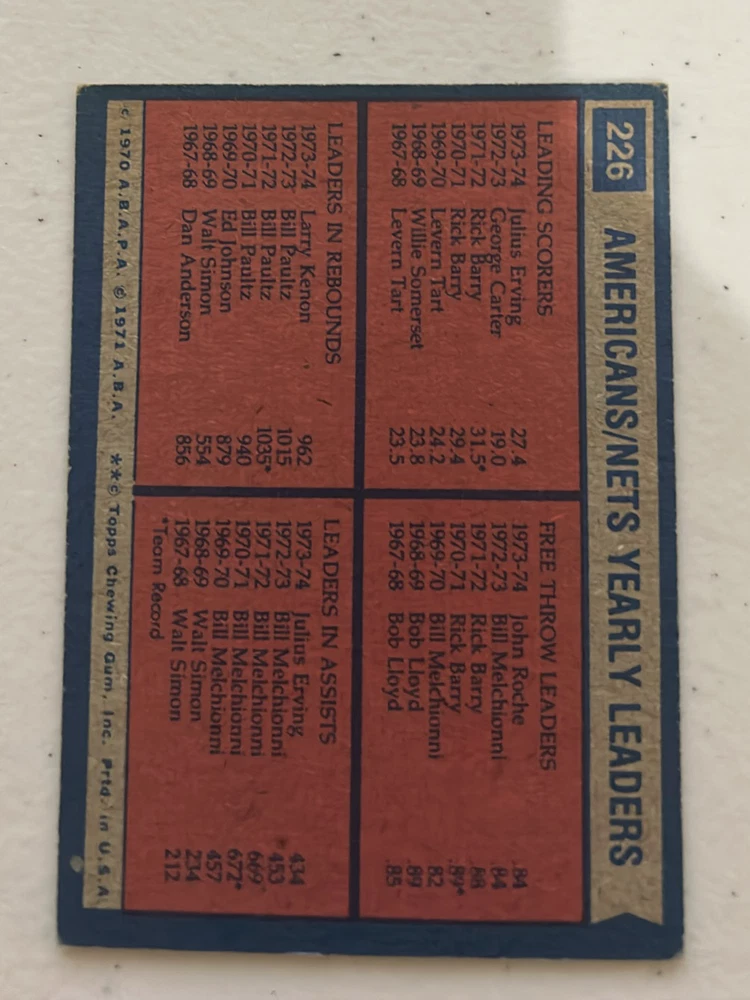 226 AMERICANS/NETS YEARLY LEADERS
LEADING SCORERS
1973-74 Julius Erving 27.4
1972-73 George Carter 19.0
1971-72 Rick Barry 31.5*
1970-71 Rick Barry 29.4
1969-70 Levern Tart 24.2
1968-69 Willie Somerset 23.8
1967-68 Levern Tart 23.5
FREE THROW LEADERS
1973-74 John Roche .84
1972-73 Bill Melchionni .84
1971-72 Rick Barry .88
1970-71 Rick Barry .89*
1969-70 Bill Melchionni .82
1968-69 Bob Lloyd .89
1967-68 Bob Lloyd .85
LEADERS IN REBOUNDS
1973-74 Larry Kenon 962
1972-73 Bill Paultz 1015
1971-72 Bill Paultz 1035*
1970-71 Bill Paultz 940
1969-70 Ed Johnson 879
1968-69 Walt Simon 554
1967-68 Dan Anderson 856
LEADERS IN ASSISTS
1973-74 Julius Erving 434
1972-73 Bill Melchionni 453
1971-72 Bill Melchionni 669
1970-71 Bill Melchionni 672*
1969-70 Bill Melchionni 457
1968-69 Walt Simon 234
1967-68 Walt Simon 212
*Team Record
© 1970 A.B.A.P.A. © 1971 A.B.A. **© Topps Chewing Gum, Inc. Prtd. in U.S.A.